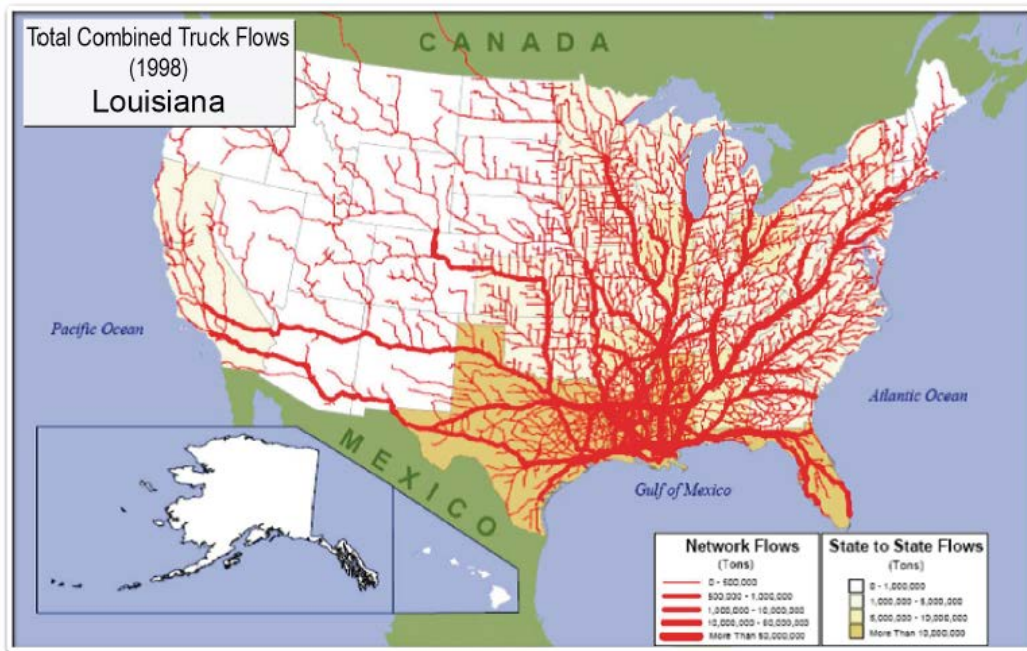 Total Combined Truck Flows
(1998)
Louisiana
CANADA
Pacific Ocean
Atlantic Ocean
MEXICO
Gulf of Mexico
Network Flows
(Tons)
0 - 500,000
500,000 - 1,000,000
1,000,000 - 10,000,000
10,000,000 - 50,000,000
More Than 50,000,000
State to State Flows
(Tons)
0 - 1,000,000
1,000,000 - 5,000,000
5,000,000 - 10,000,000
More Than 10,000,000